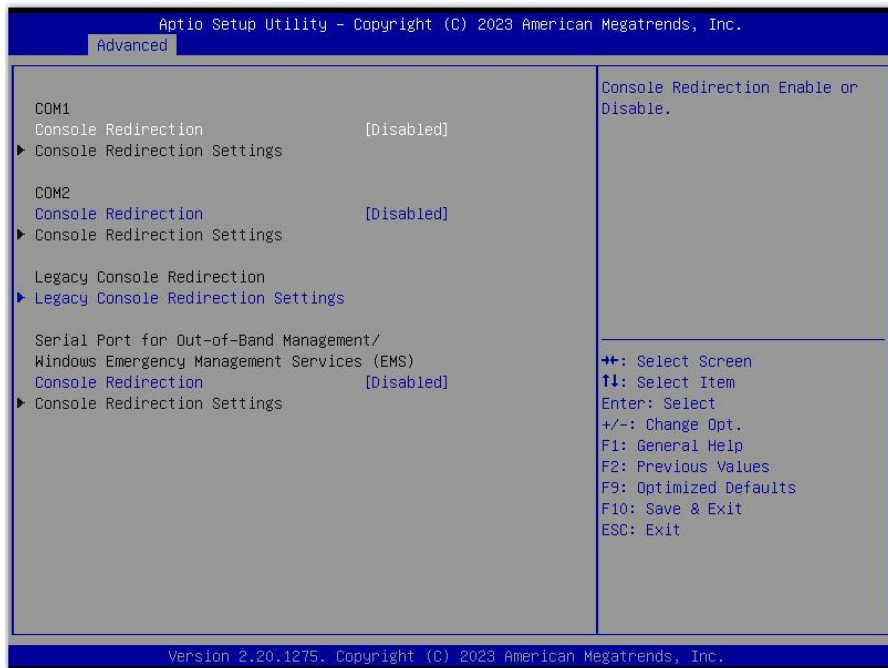 Aptio Setup Utility – Copyright (C) 2023 American Megatrends, Inc.
Advanced
COM1
Console Redirection [Disabled]
▶ Console Redirection Settings
COM2
Console Redirection [Disabled]
▶ Console Redirection Settings
Legacy Console Redirection
▶ Legacy Console Redirection Settings
Serial Port for Out-of-Band Management/
Windows Emergency Management Services (EMS)
Console Redirection [Disabled]
▶ Console Redirection Settings
Console Redirection Enable or
Disable.
→←: Select Screen
↑↓: Select Item
Enter: Select
+/-: Change Opt.
F1: General Help
F2: Previous Values
F9: Optimized Defaults
F10: Save & Exit
ESC: Exit
Version 2.20.1275. Copyright (C) 2023 American Megatrends, Inc.